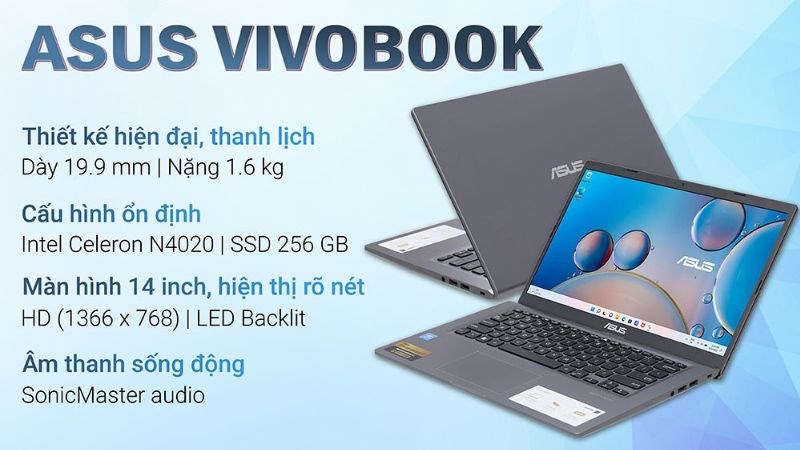 ASUS VIVOBOOK
Thiết kế hiện đại, thanh lịch
Dày 19.9 mm | Nặng 1.6 kg
Cấu hình ổn định
Intel Celeron N4020 | SSD 256 GB
Màn hình 14 inch, hiện thị rõ nét
HD (1366 x 768) | LED Backlit
Âm thanh sống động
SonicMaster audio
ASUS
ASUS
ASUS